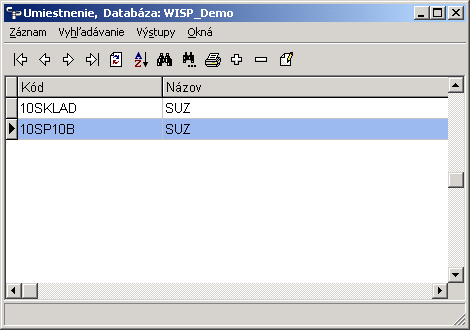 Umiestnenie, Databáza: WISP_Demo
Záznam Vyhľadávanie Výstupy Okná
Kód Názov
10SKLAD SUZ
10SP10B SUZ